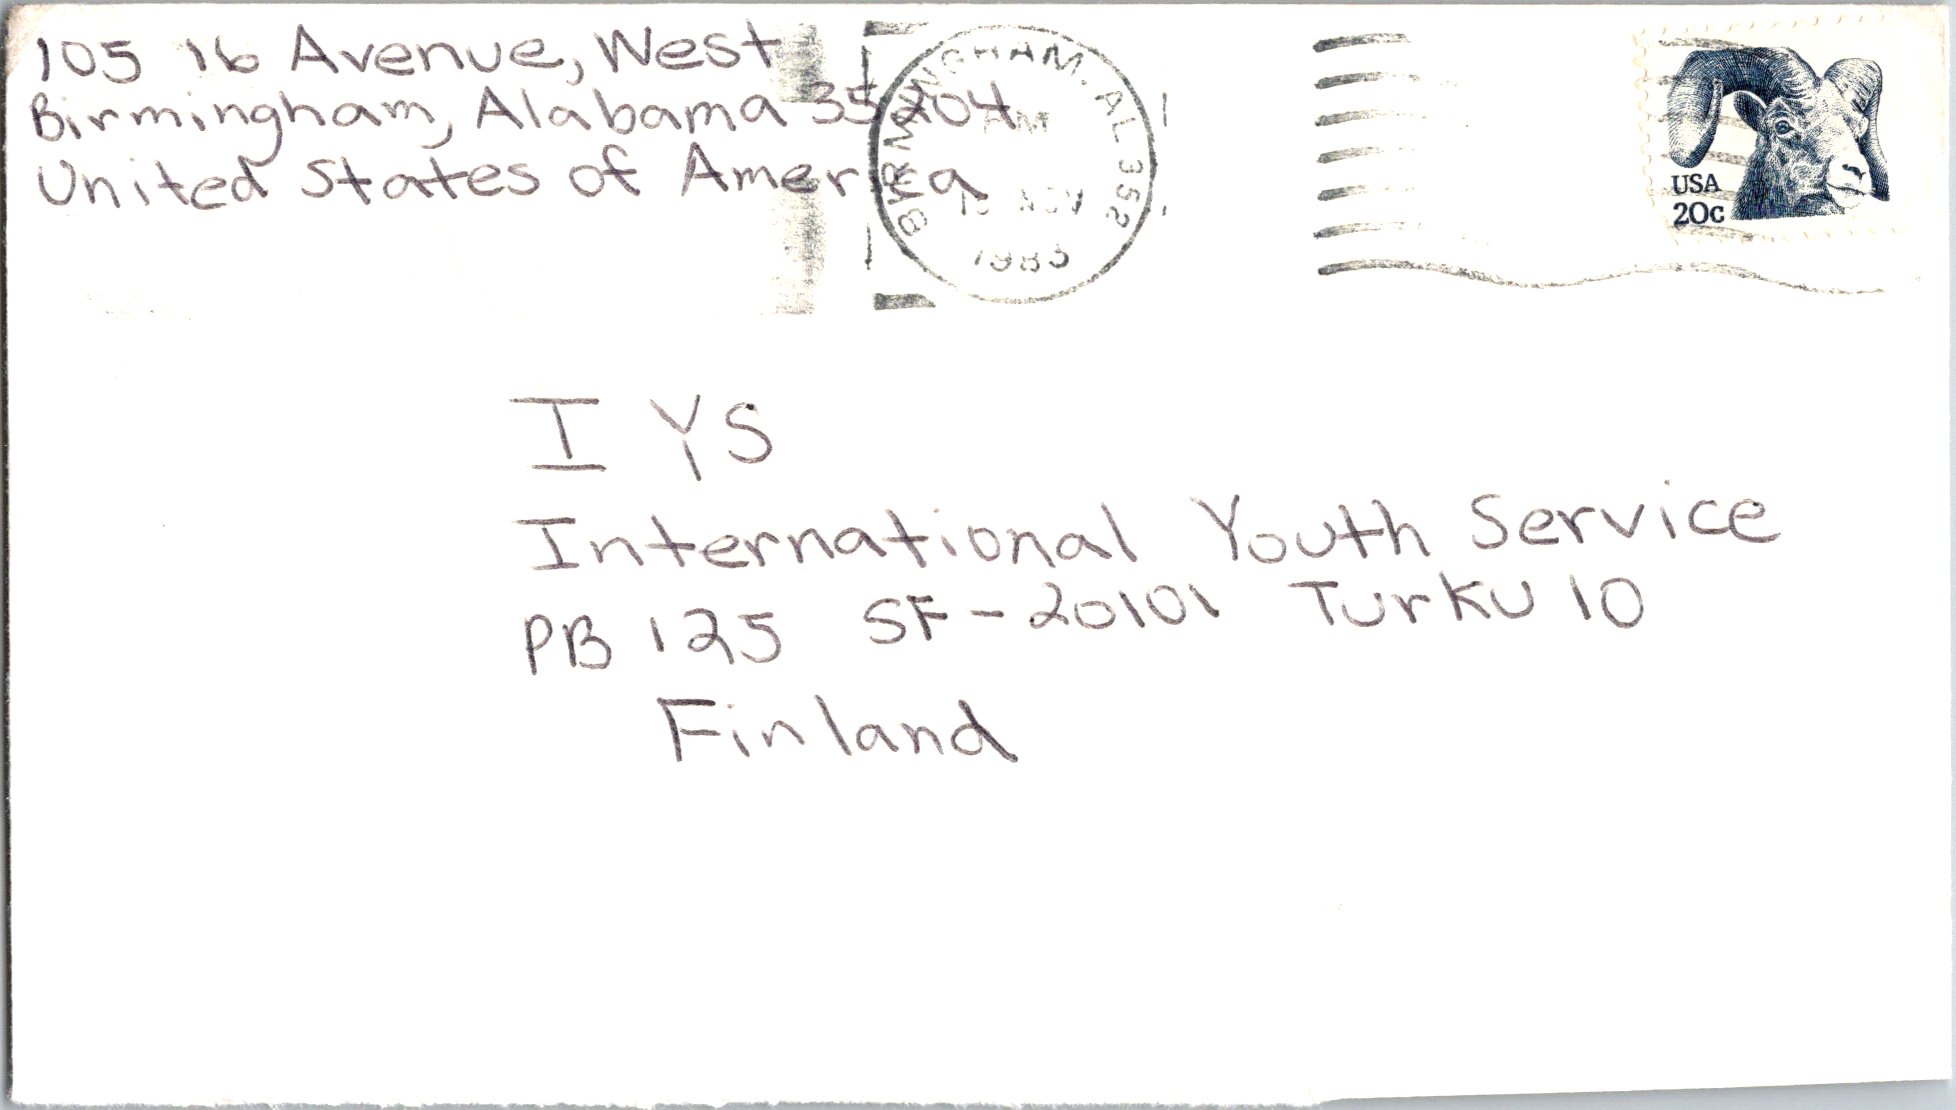 105 16 Avenue, West
Birmingham, Alabama 35204
United States of America
BIRMINGHAM, AL 352
AM
NOV
1983
USA
20c
I Y S
International Youth Service
PB 125 SF-20101 Turku 10
Finland